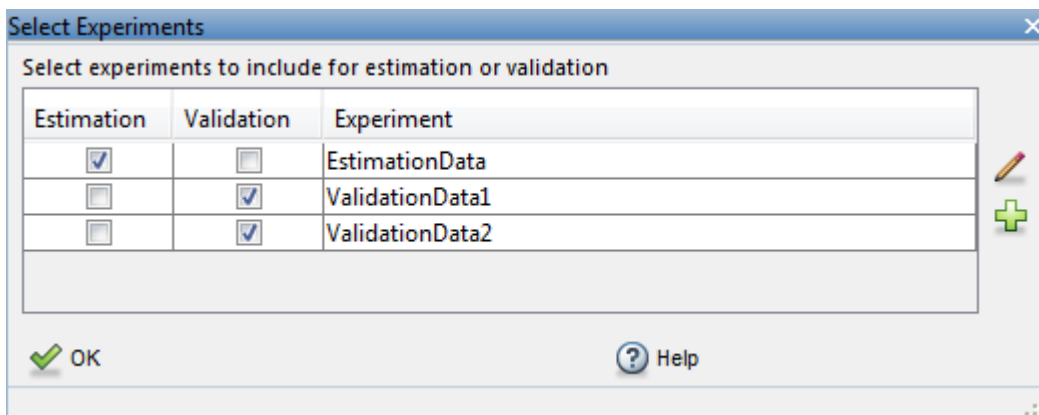 Select Experiments
Select experiments to include for estimation or validation
Estimation Validation Experiment
EstimationData
ValidationData1
ValidationData2
OK Help